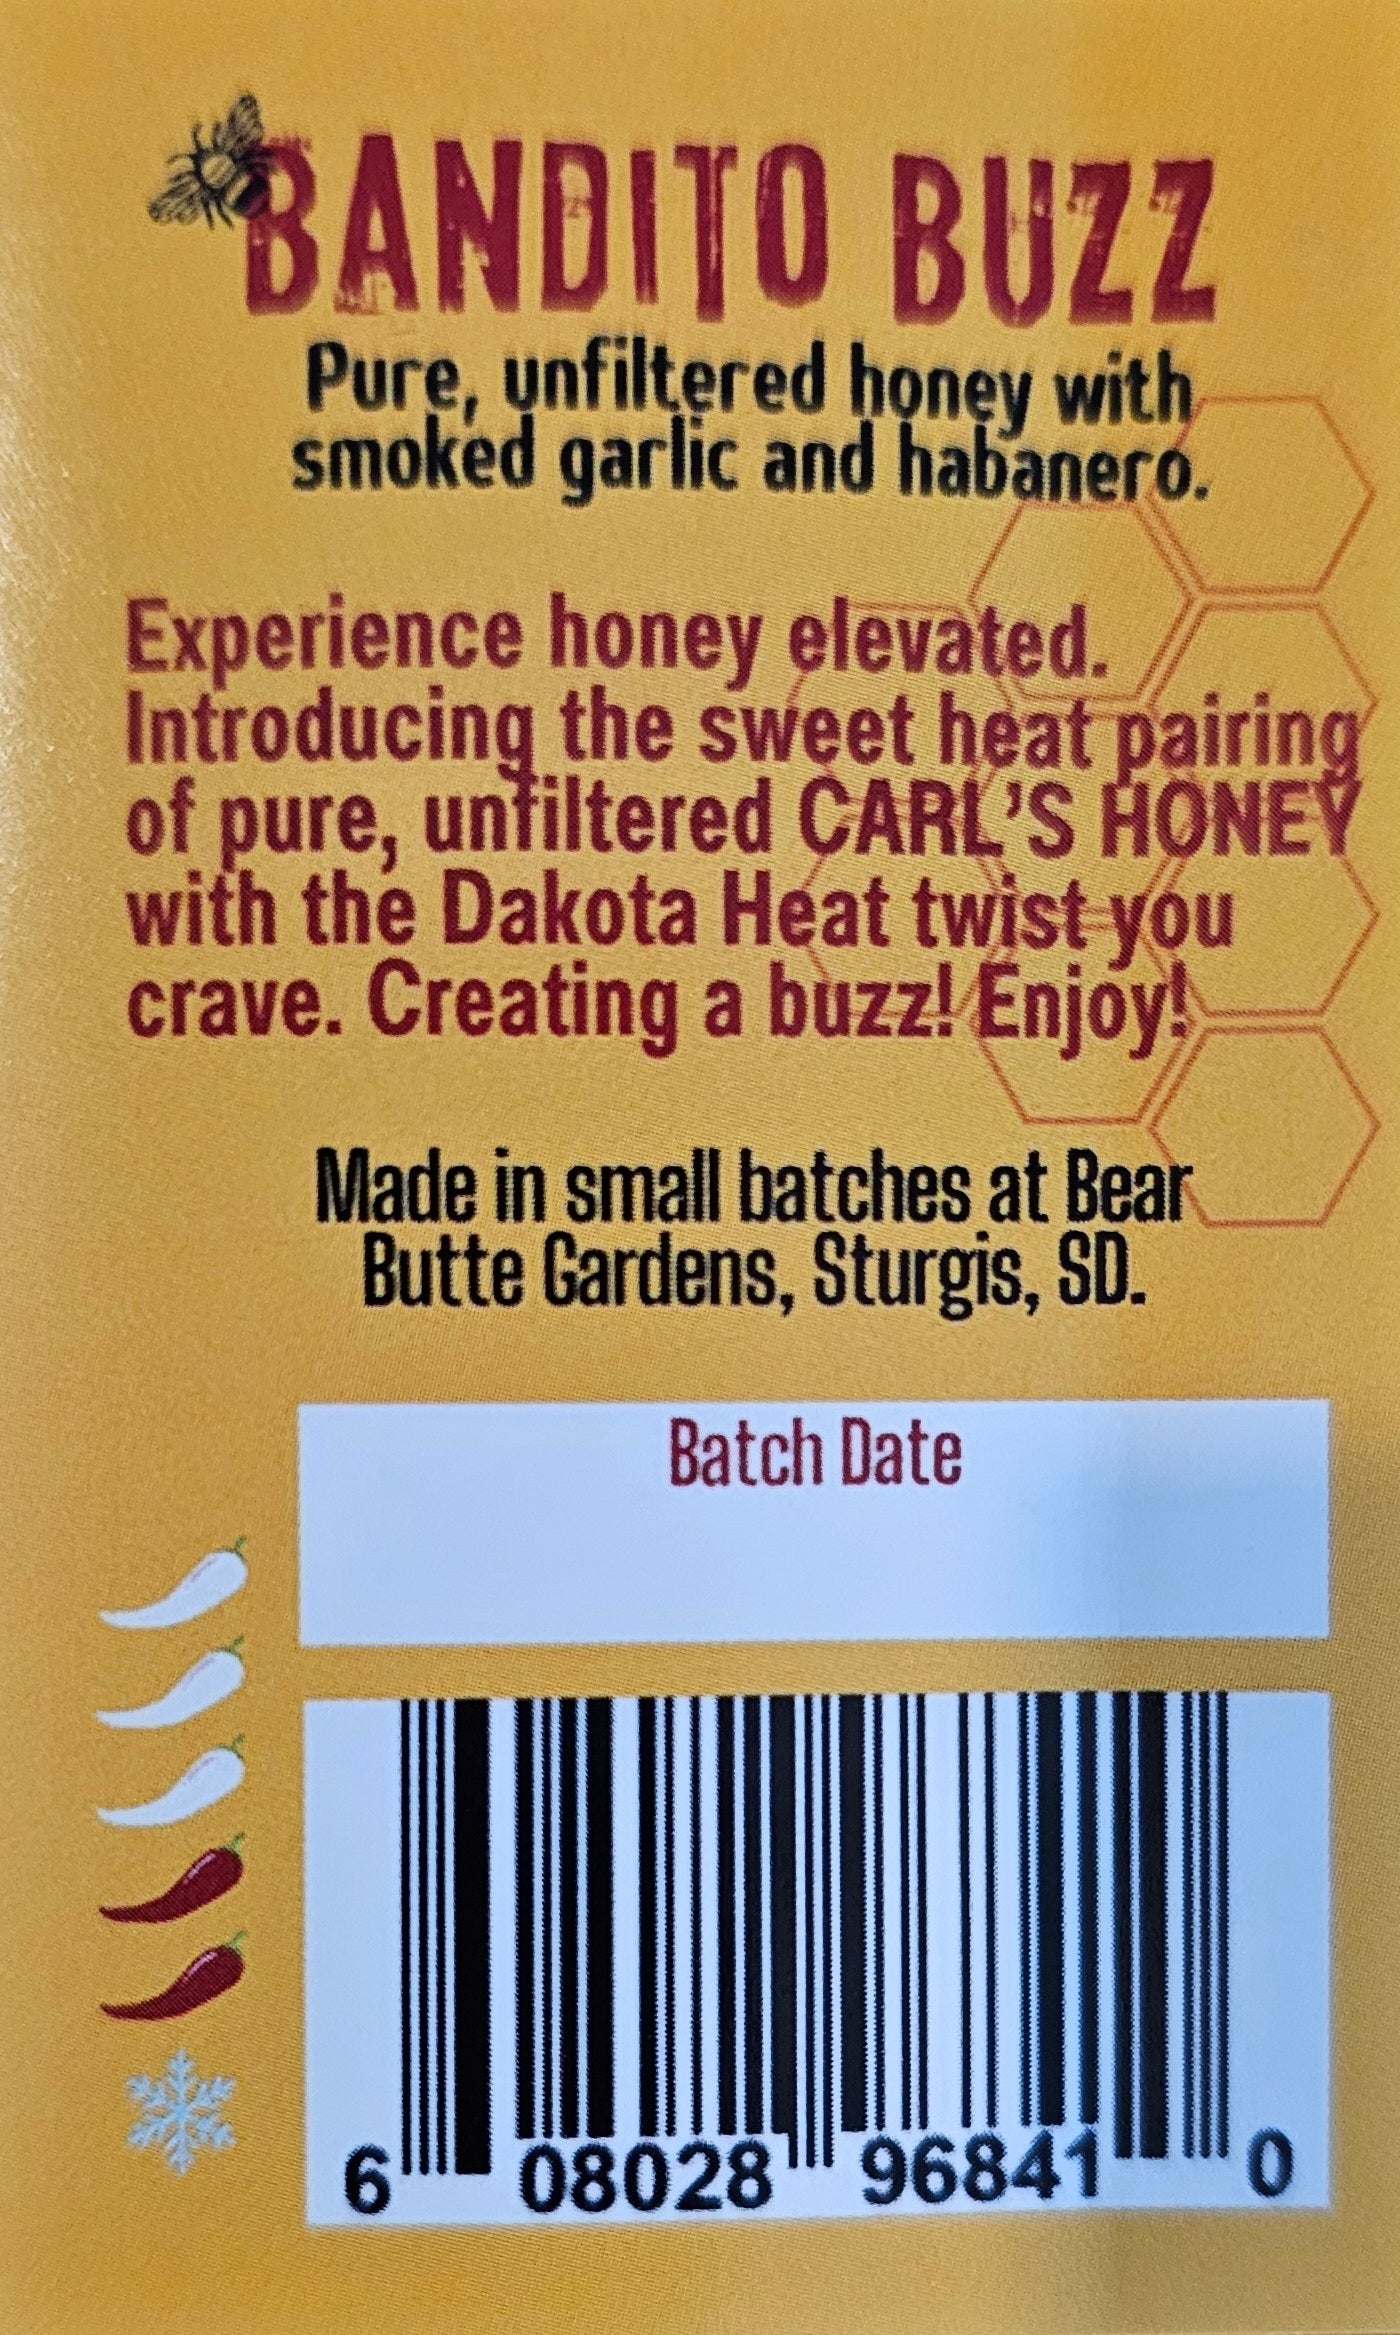 BANDITO BUZZ
Pure, unfiltered honey with
smoked garlic and habanero.
Experience honey elevated.
Introducing the sweet heat pairing
of pure, unfiltered CARL'S HONEY
with the Dakota Heat twist you
crave. Creating a buzz! Enjoy!
Made in small batches at Bear
Butte Gardens, Sturgis, SD.
Batch Date
6 08028 96841 0